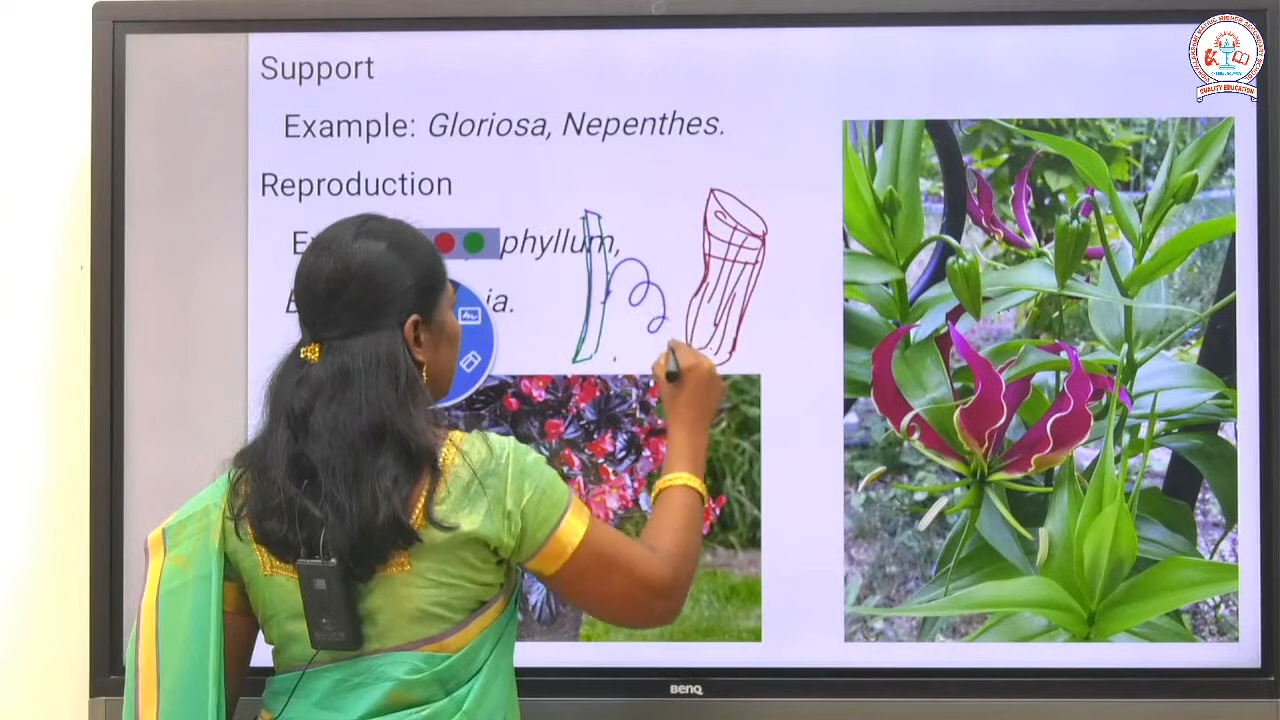 Support
Example: Gloriosa, Nepenthes.
Reproduction
phyllum,
ia.
QUALITY EDUCATION
BenQ